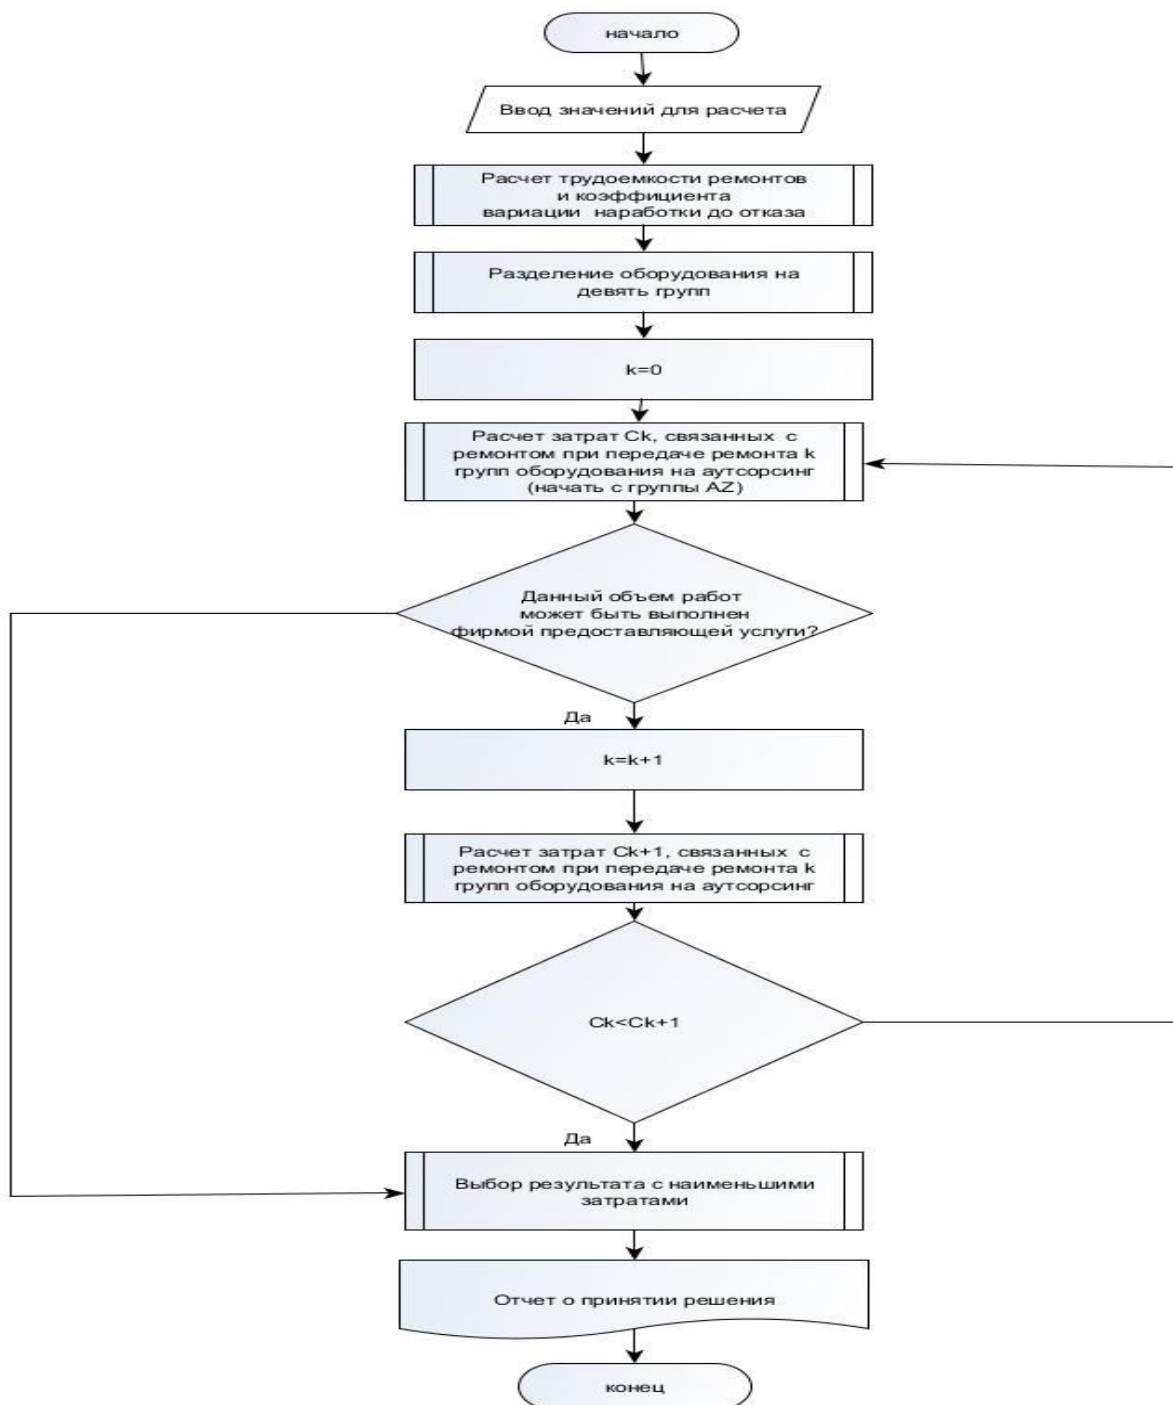 начало
Ввод значений для расчета
Расчет трудоемкости ремонтов
и коэффициента
вариации наработки до отказа
Разделение оборудования на
девять групп
k=0
Расчет затрат Ck, связанных с
ремонтом при передаче ремонта k
групп оборудования на аутсорсинг
(начать с группы AZ)
Данный объем работ
может быть выполнен
фирмой предоставляющей услуги?
Да
k=k+1
Расчет затрат Ck+1, связанных с
ремонтом при передаче ремонта k
групп оборудования на аутсорсинг
Ck<Ck+1
Да
Выбор результата с наименьшими
затратами
Отчет о принятии решения
конец